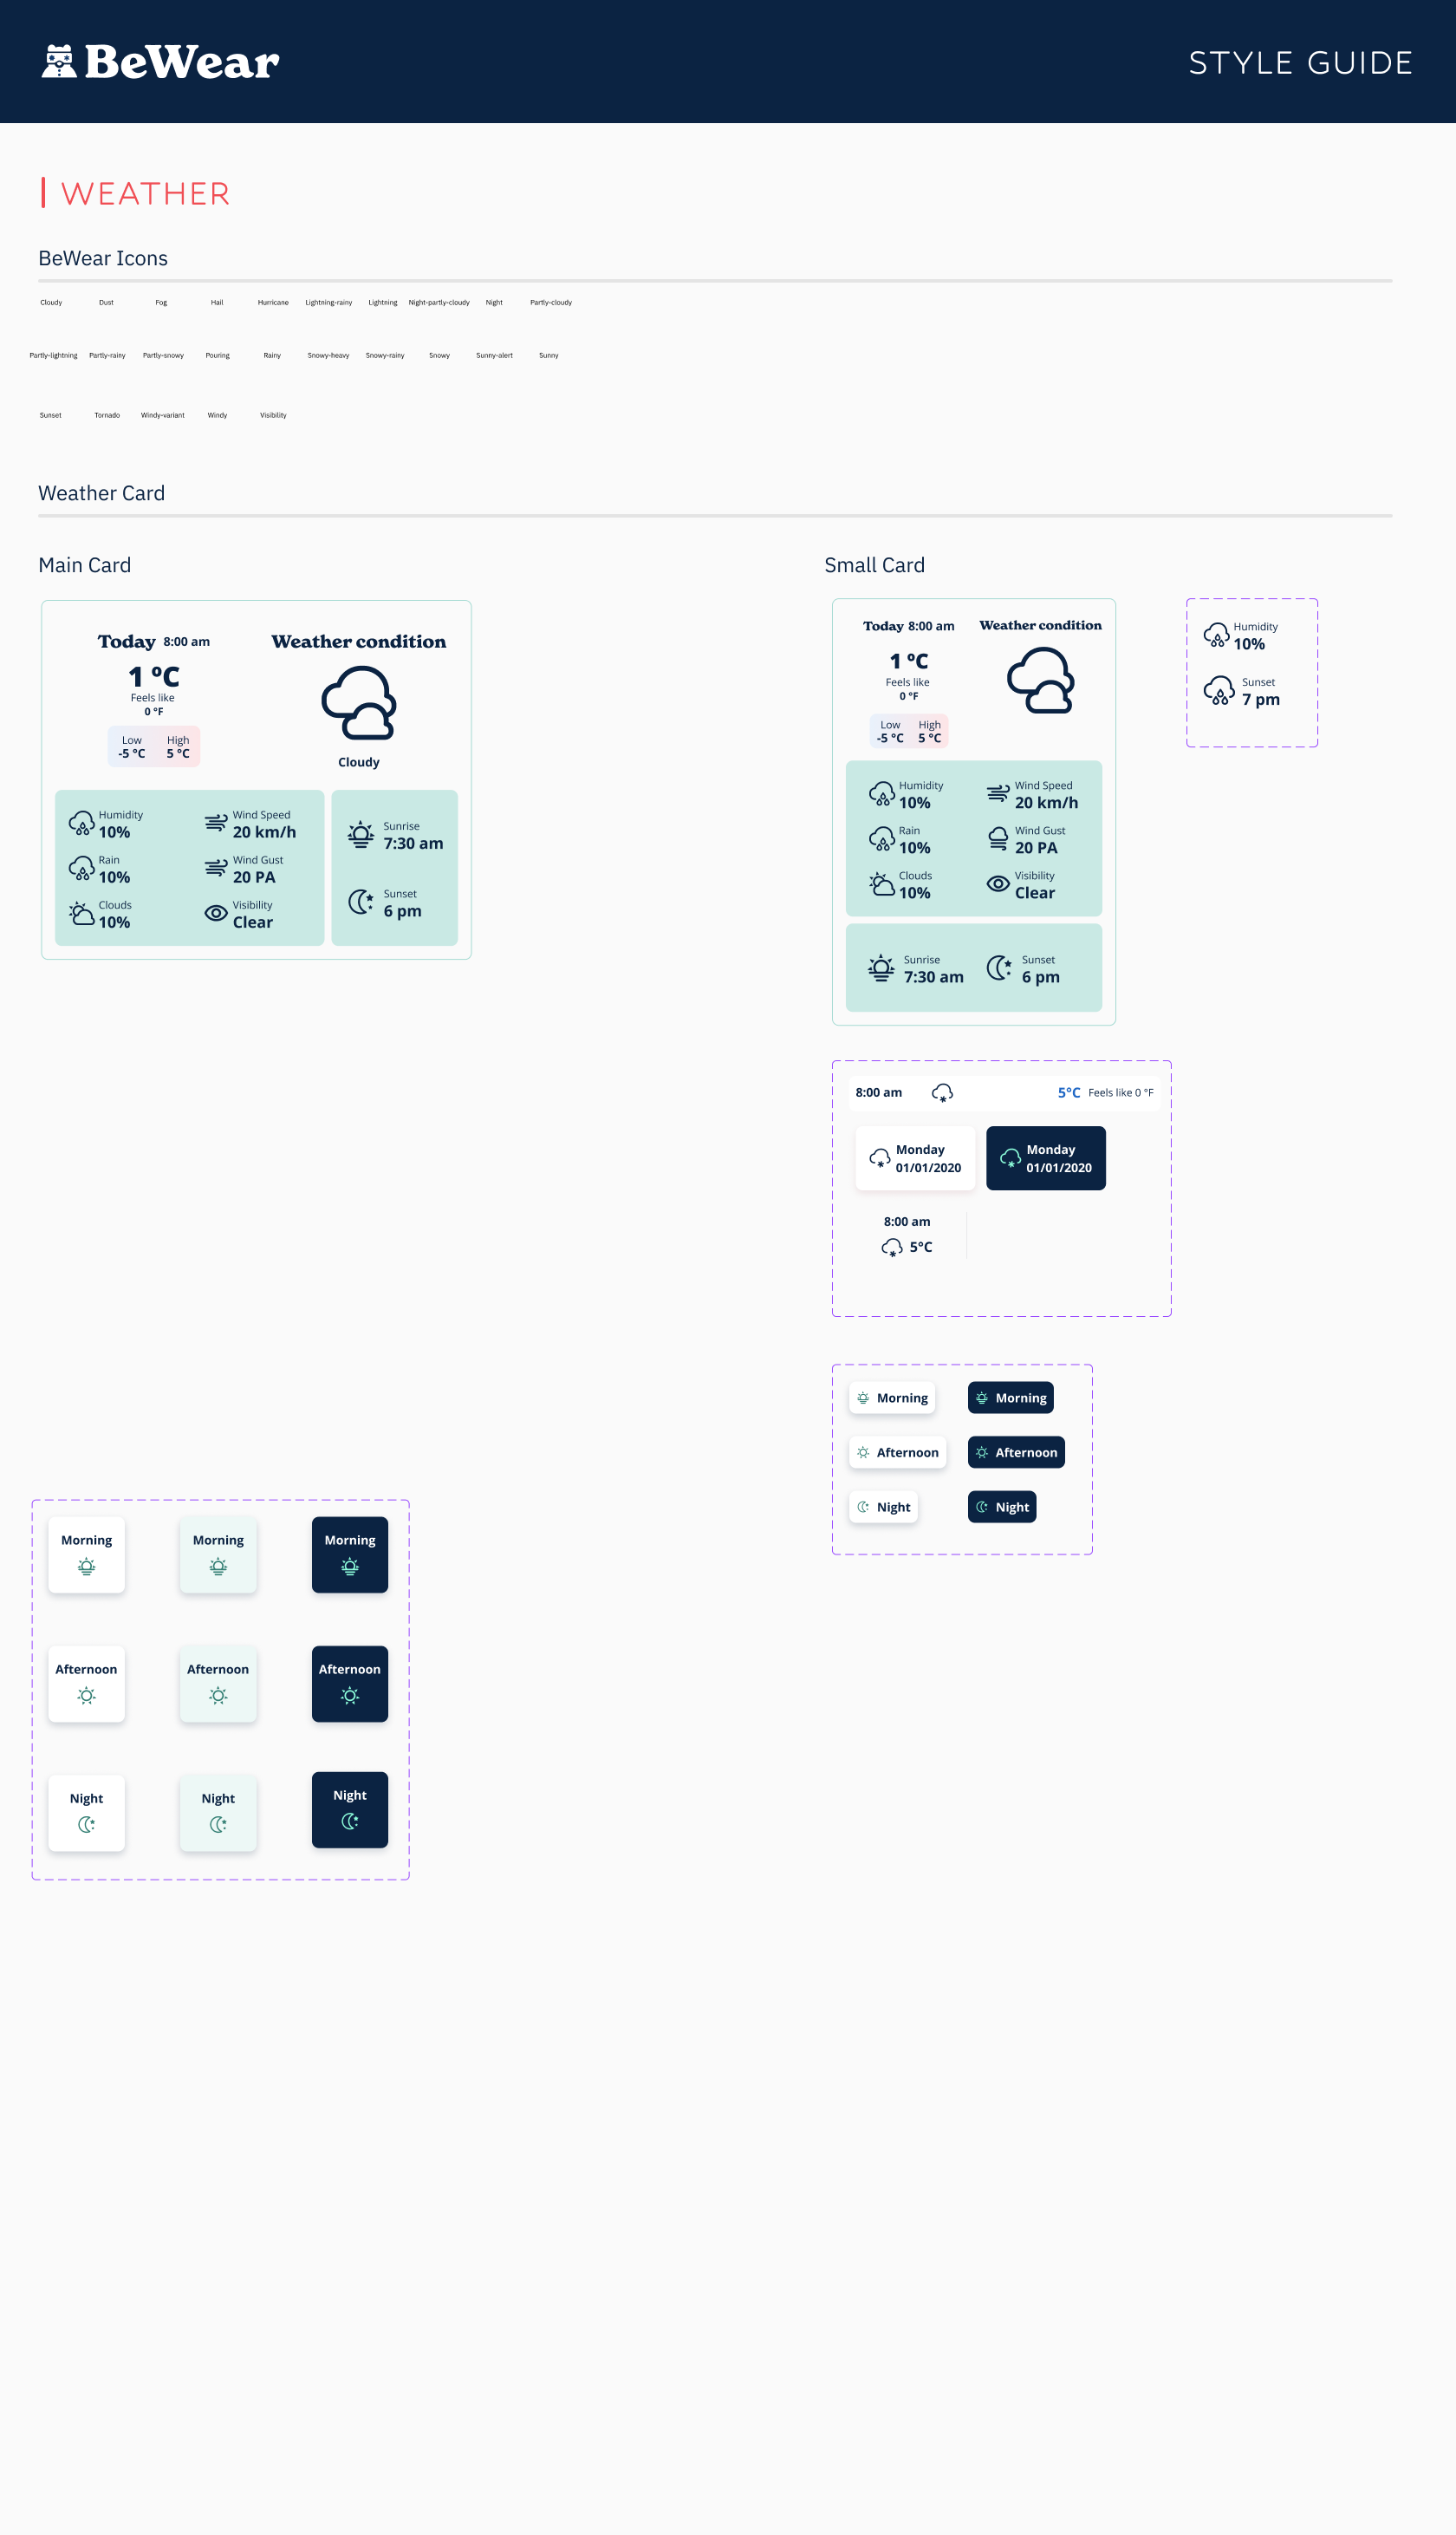 BeWear
STYLE GUIDE
WEATHER
BeWear Icons
Cloudy Dust Fog Hail Hurricane Lightning-rainy Lightning Night-partly-cloudy Night Partly-cloudy
Partly-lightning Partly-rainy Partly-snowy Pouring Rainy Snowy-heavy Snowy-rainy Snowy Sunny-alert Sunny
Sunset Tornado Windy-variant Windy Visibility
Weather Card
Main Card
Today 8:00 am
1 ºC
Feels like
0 °F
Low High
-5 °C 5 °C
Weather condition
Cloudy
Humidity
10%
Rain
10%
Clouds
10%
Wind Speed
20 km/h
Wind Gust
20 PA
Visibility
Clear
Sunrise
7:30 am
Sunset
6 pm
Small Card
Today 8:00 am
1 ºC
Feels like
0 °F
Low High
-5 °C 5 °C
Weather condition
Humidity
10%
Rain
10%
Clouds
10%
Wind Speed
20 km/h
Wind Gust
20 PA
Visibility
Clear
Sunrise
7:30 am
Sunset
6 pm
Humidity
10%
Sunset
7 pm
8:00 am 5°C Feels like 0 °F
Monday
01/01/2020
Monday
01/01/2020
8:00 am
5°C
Morning Morning
Afternoon Afternoon
Night Night
Morning Morning Morning
Afternoon Afternoon Afternoon
Night Night Night